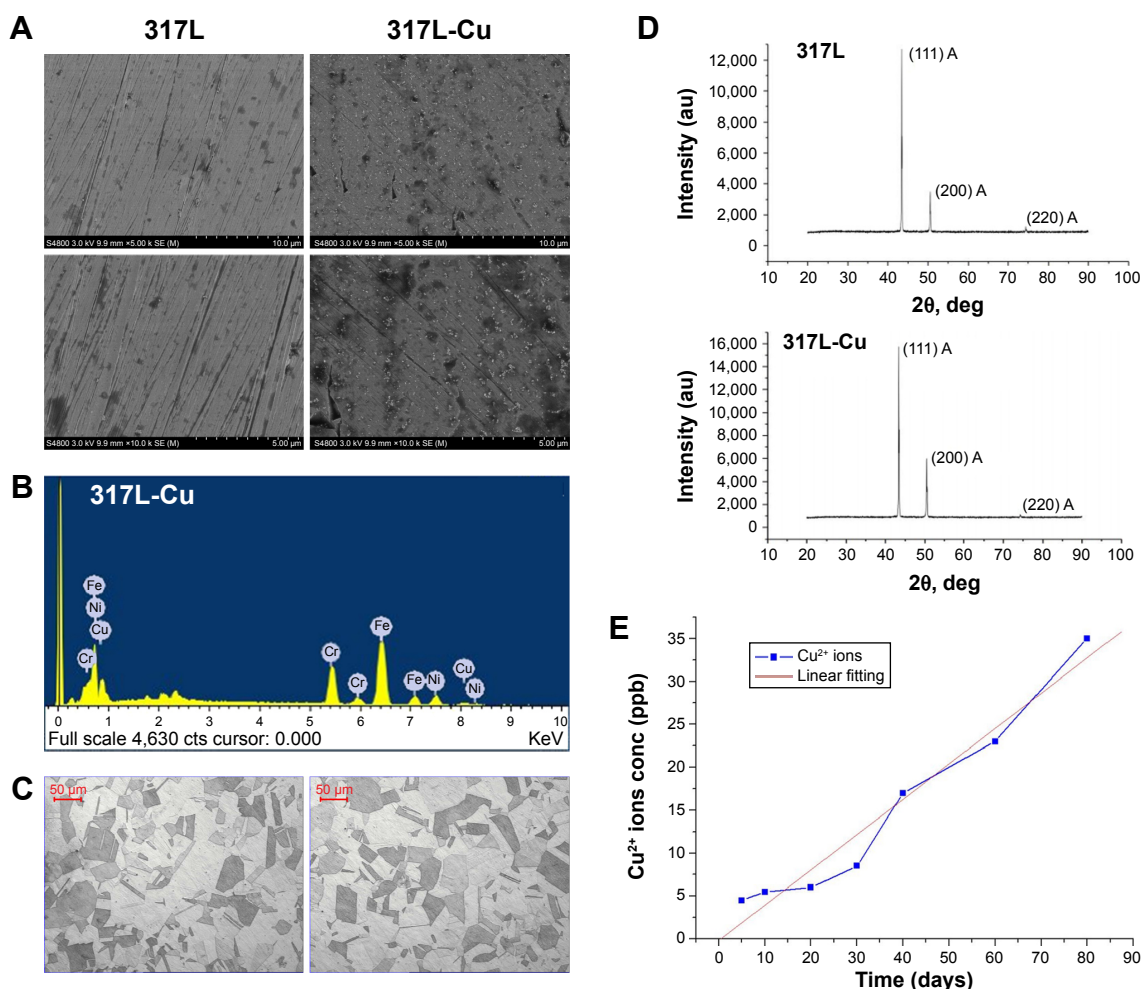 A
317L
317L-Cu
S4800 3.0 kV 9.9 mm ×5.00 k SE (M)
10.0 µm
S4800 3.0 kV 9.9 mm ×5.00 k SE (M)
10.0 µm
S4800 3.0 kV 9.9 mm ×10.0 k SE (M)
5.00 µm
S4800 3.0 kV 9.9 mm ×10.0 k SE (M)
5.00 µm
B
317L-Cu
Fe
Ni
Cu
Cr
Cr
Cr
Fe
Fe
Ni
Cu
Ni
0 1 2 3 4 5 6 7 8 9 10
Full scale 4,630 cts cursor: 0.000
KeV
C
50 µm
50 µm
D
317L
(111) A
(200) A
(220) A
Intensity (au)
12,000
10,000
8,000
6,000
4,000
2,000
0
10 20 30 40 50 60 70 80 90 100
2θ, deg
317L-Cu
(111) A
(200) A
(220) A
Intensity (au)
16,000
14,000
12,000
10,000
8,000
6,000
4,000
2,000
0
10 20 30 40 50 60 70 80 90 100
2θ, deg
E
Cu²⁺ ions
Linear fitting
Cu²⁺ ions conc (ppb)
35
30
25
20
15
10
5
0
0 10 20 30 40 50 60 70 80 90
Time (days)